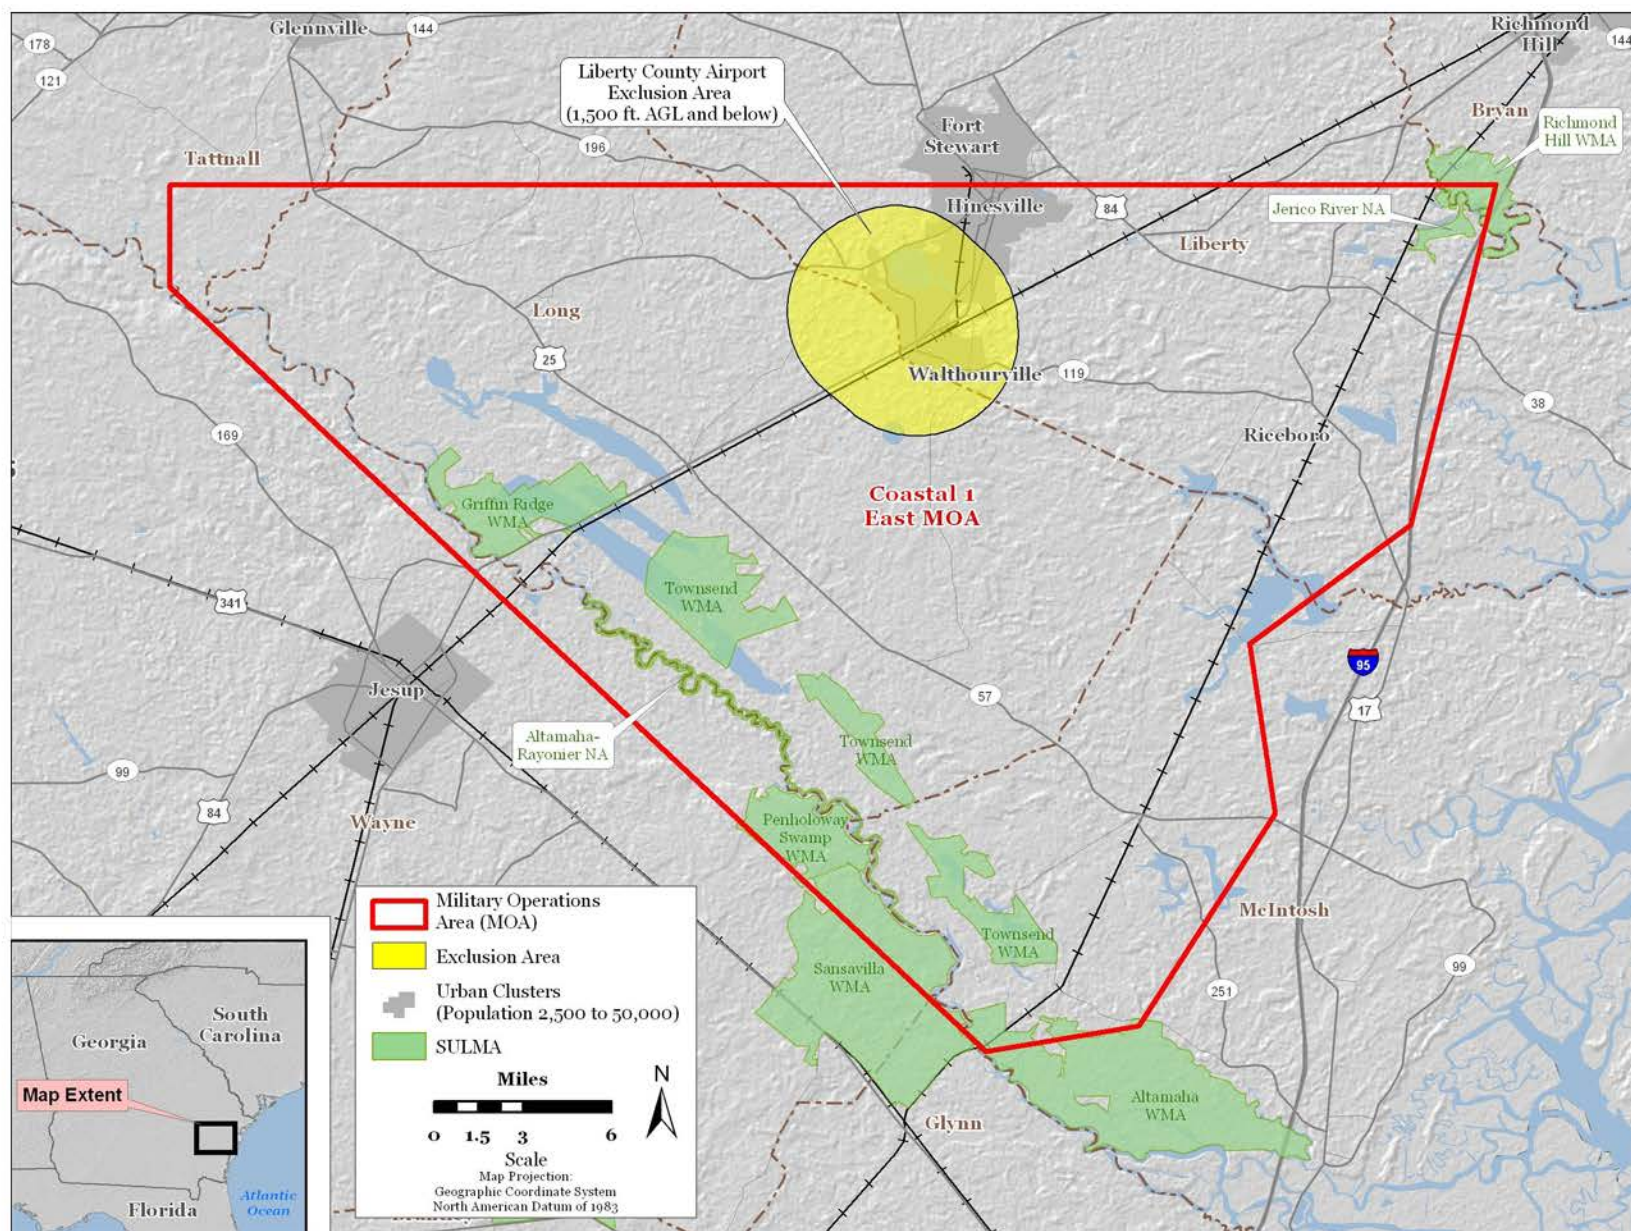 Glennville
144
178
121
Richmond
Hill
144
Liberty County Airport
Exclusion Area
(1,500 ft. AGL and below)
Bryan
Richmond
Hill WMA
Fort
Stewart
196
Tattnall
Hinesville
84
Jerico River NA
Liberty
Long
25
Walthourville
119
38
169
Riceboro
Coastal 1
East MOA
Griffin Ridge
WMA
Townsend
WMA
341
95
Jesup
57
17
Altamaha-
Rayonier NA
Townsend
WMA
99
84
Wayne
Penholoway
Swamp
WMA
Military Operations
Area (MOA)
McIntosh
Townsend
WMA
Exclusion Area
Sansavilla
WMA
99
251
Urban Clusters
(Population 2,500 to 50,000)
SULMA
South
Carolina
Georgia
Miles
N
Map Extent
Altamaha
WMA
0 1.5 3 6
Glynn
Scale
Map Projection:
Geographic Coordinate System
North American Datum of 1983
Atlantic
Ocean
Florida